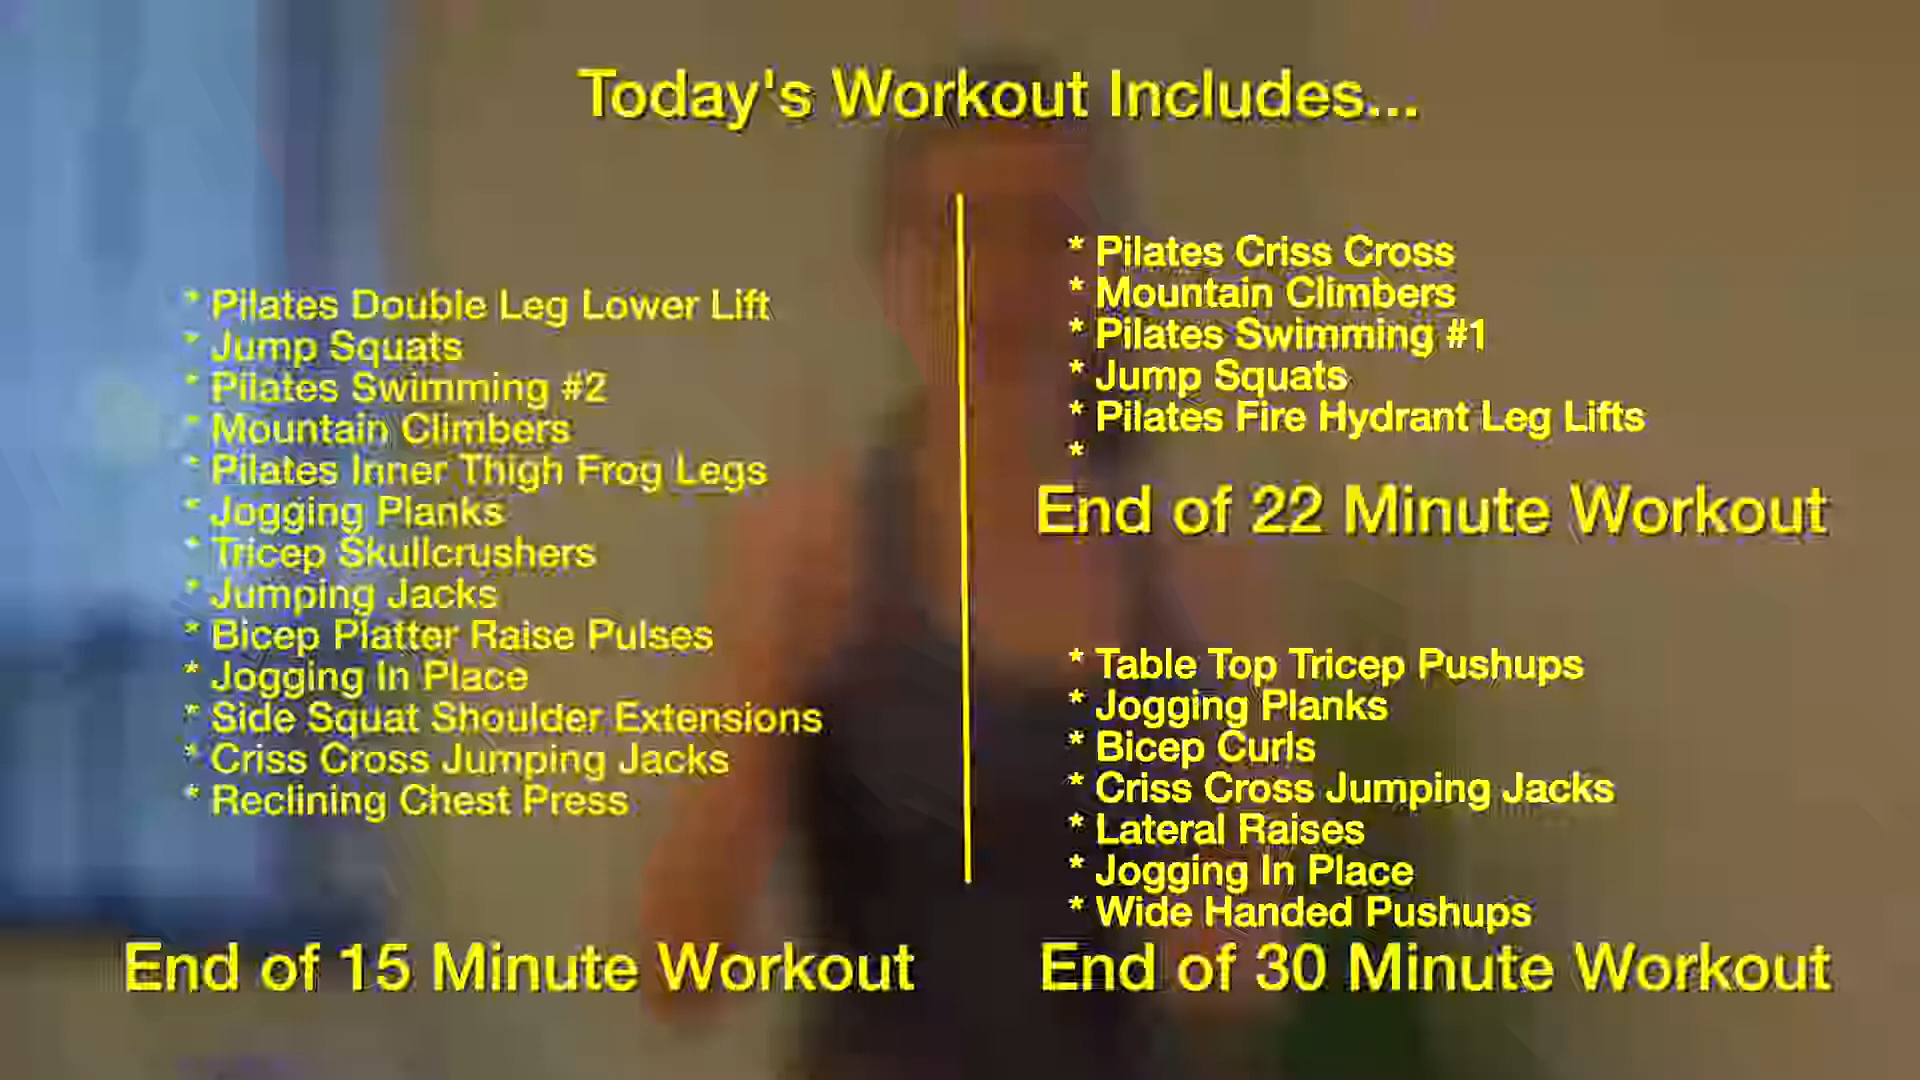 Today's Workout Includes...
* Pilates Double Leg Lower Lift
* Jump Squats
* Pilates Swimming #2
* Mountain Climbers
* Pilates Inner Thigh Frog Legs
* Jogging Planks
* Tricep Skullcrushers
* Jumping Jacks
* Bicep Platter Raise Pulses
* Jogging In Place
* Side Squat Shoulder Extensions
* Criss Cross Jumping Jacks
* Reclining Chest Press
End of 15 Minute Workout
* Pilates Criss Cross
* Mountain Climbers
* Pilates Swimming #1
* Jump Squats
* Pilates Fire Hydrant Leg Lifts
*
End of 22 Minute Workout
* Table Top Tricep Pushups
* Jogging Planks
* Bicep Curls
* Criss Cross Jumping Jacks
* Lateral Raises
* Jogging In Place
* Wide Handed Pushups
End of 30 Minute Workout